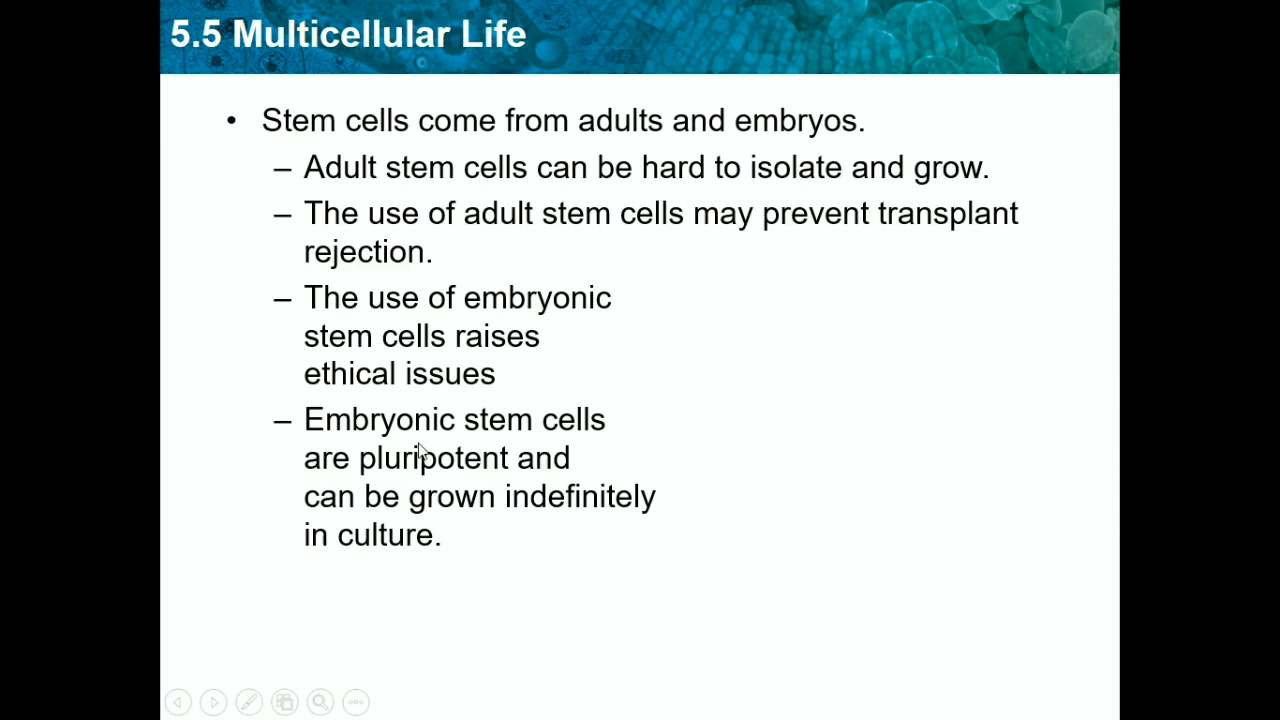 5.5 Multicellular Life
• Stem cells come from adults and embryos.
– Adult stem cells can be hard to isolate and grow.
– The use of adult stem cells may prevent transplant
rejection.
– The use of embryonic
stem cells raises
ethical issues
– Embryonic stem cells
are pluripotent and
can be grown indefinitely
in culture.